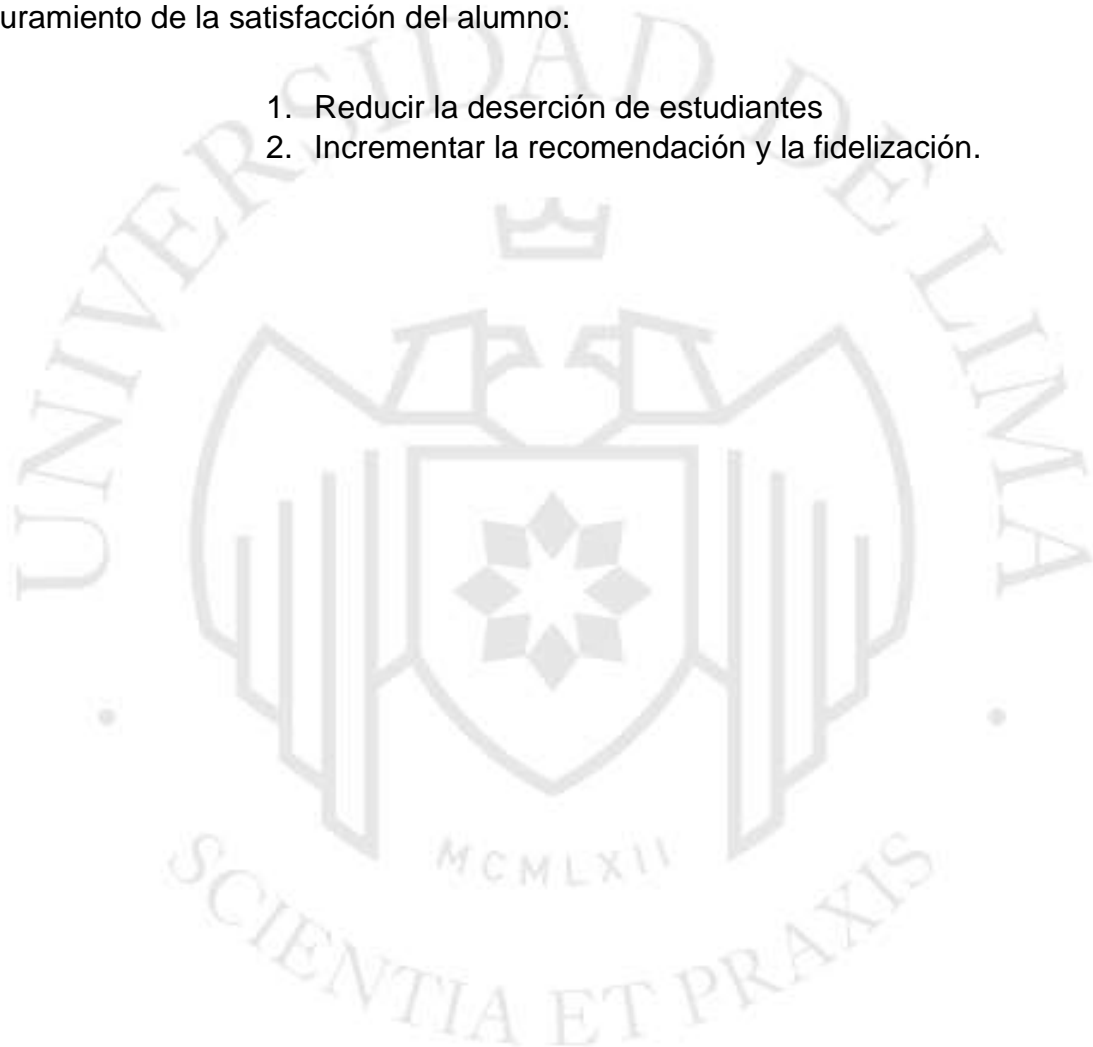 uramiento de la satisfacción del alumno:
1. Reducir la deserción de estudiantes
2. Incrementar la recomendación y la fidelización.
UNIVERSIDAD DE LIMA
MCMLXII
SCIENTIA ET PRAXIS